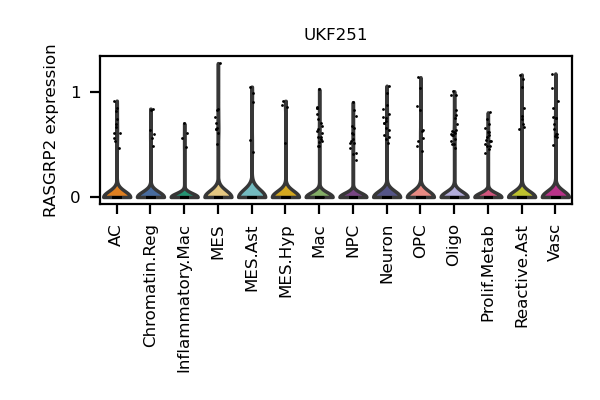 UKF251
RASGRP2 expression
1
0
AC
Chromatin.Reg
Inflammatory.Mac
MES
MES.Ast
MES.Hyp
Mac
NPC
Neuron
OPC
Oligo
Prolif.Metab
Reactive.Ast
Vasc